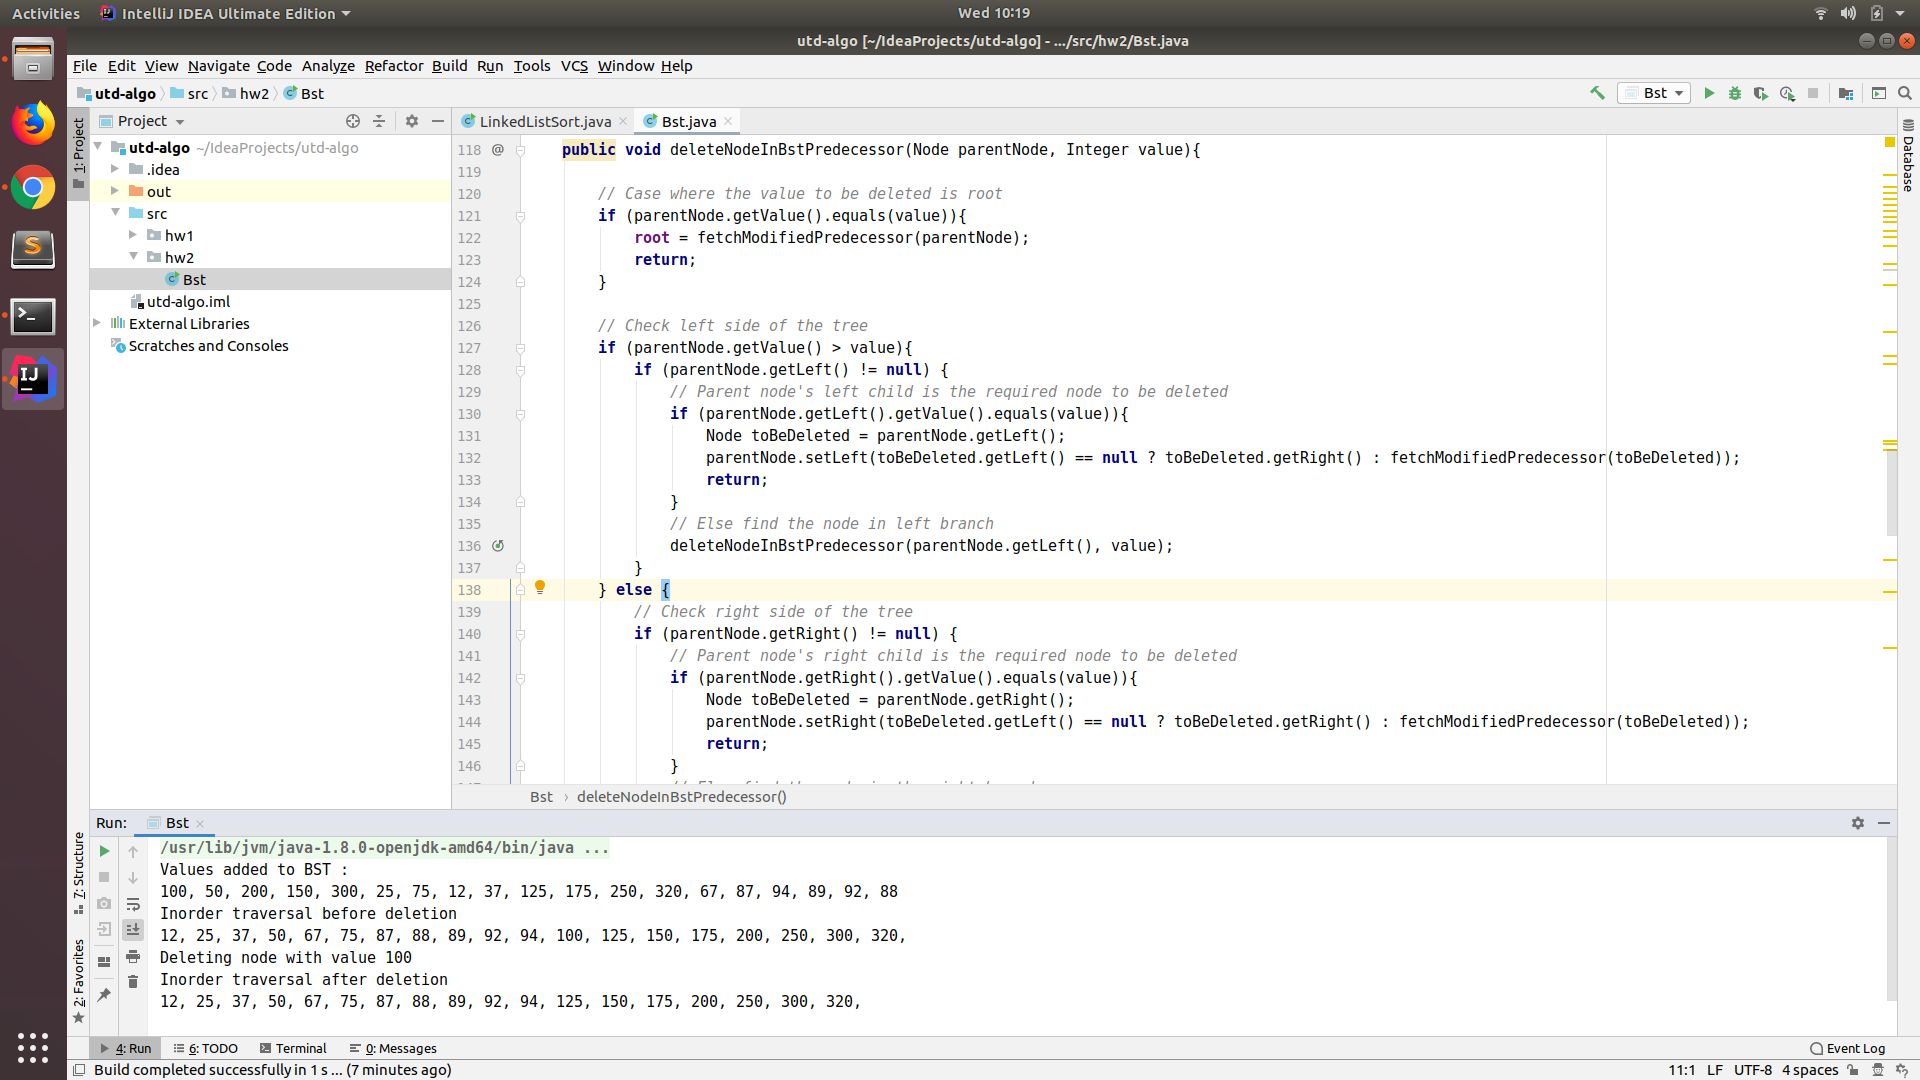 Activities IntelliJ IDEA Ultimate Edition Wed 10:19
utd-algo [~/IdeaProjects/utd-algo] - .../src/hw2/Bst.java
File Edit View Navigate Code Analyze Refactor Build Run Tools VCS Window Help
utd-algo src hw2 Bst Bst
1: Project
Project
LinkedListSort.java Bst.java
Database
utd-algo ~/IdeaProjects/utd-algo
.idea
out
src
hw1
hw2
Bst
utd-algo.iml
External Libraries
Scratches and Consoles
118 @ public void deleteNodeInBstPredecessor(Node parentNode, Integer value){
119
120 // Case where the value to be deleted is root
121 if (parentNode.getValue().equals(value)){
122 root = fetchModifiedPredecessor(parentNode);
123 return;
124 }
125
126 // Check left side of the tree
127 if (parentNode.getValue() > value){
128 if (parentNode.getLeft() != null) {
129 // Parent node's left child is the required node to be deleted
130 if (parentNode.getLeft().getValue().equals(value)){
131 Node toBeDeleted = parentNode.getLeft();
132 parentNode.setLeft(toBeDeleted.getLeft() == null ? toBeDeleted.getRight() : fetchModifiedPredecessor(toBeDeleted));
133 return;
134 }
135 // Else find the node in left branch
136 deleteNodeInBstPredecessor(parentNode.getLeft(), value);
137 }
138 } else {
139 // Check right side of the tree
140 if (parentNode.getRight() != null) {
141 // Parent node's right child is the required node to be deleted
142 if (parentNode.getRight().getValue().equals(value)){
143 Node toBeDeleted = parentNode.getRight();
144 parentNode.setRight(toBeDeleted.getLeft() == null ? toBeDeleted.getRight() : fetchModifiedPredecessor(toBeDeleted));
145 return;
146 }
Bst › deleteNodeInBstPredecessor()
Run: Bst
7: Structure
2: Favorites
/usr/lib/jvm/java-1.8.0-openjdk-amd64/bin/java ...
Values added to BST :
100, 50, 200, 150, 300, 25, 75, 12, 37, 125, 175, 250, 320, 67, 87, 94, 89, 92, 88
Inorder traversal before deletion
12, 25, 37, 50, 67, 75, 87, 88, 89, 92, 94, 100, 125, 150, 175, 200, 250, 300, 320,
Deleting node with value 100
Inorder traversal after deletion
12, 25, 37, 50, 67, 75, 87, 88, 89, 92, 94, 125, 150, 175, 200, 250, 300, 320,
4: Run 6: TODO Terminal 0: Messages Event Log
Build completed successfully in 1 s ... (7 minutes ago) 11:1 LF UTF-8 4 spaces